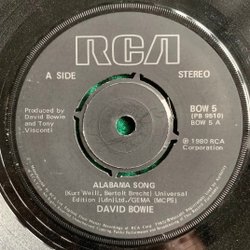 RCA
A SIDE
STEREO
Produced by
David Bowie
and Tony
Visconti
BOW 5
(PB 9510)
BOW 5 A
℗ 1980 RCA
Corporation
ALABAMA SONG
(Kurt Weill, Bertolt Brecht) Universal
Edition (Ldn)Ltd./GEMA (MCPS)
DAVID BOWIE